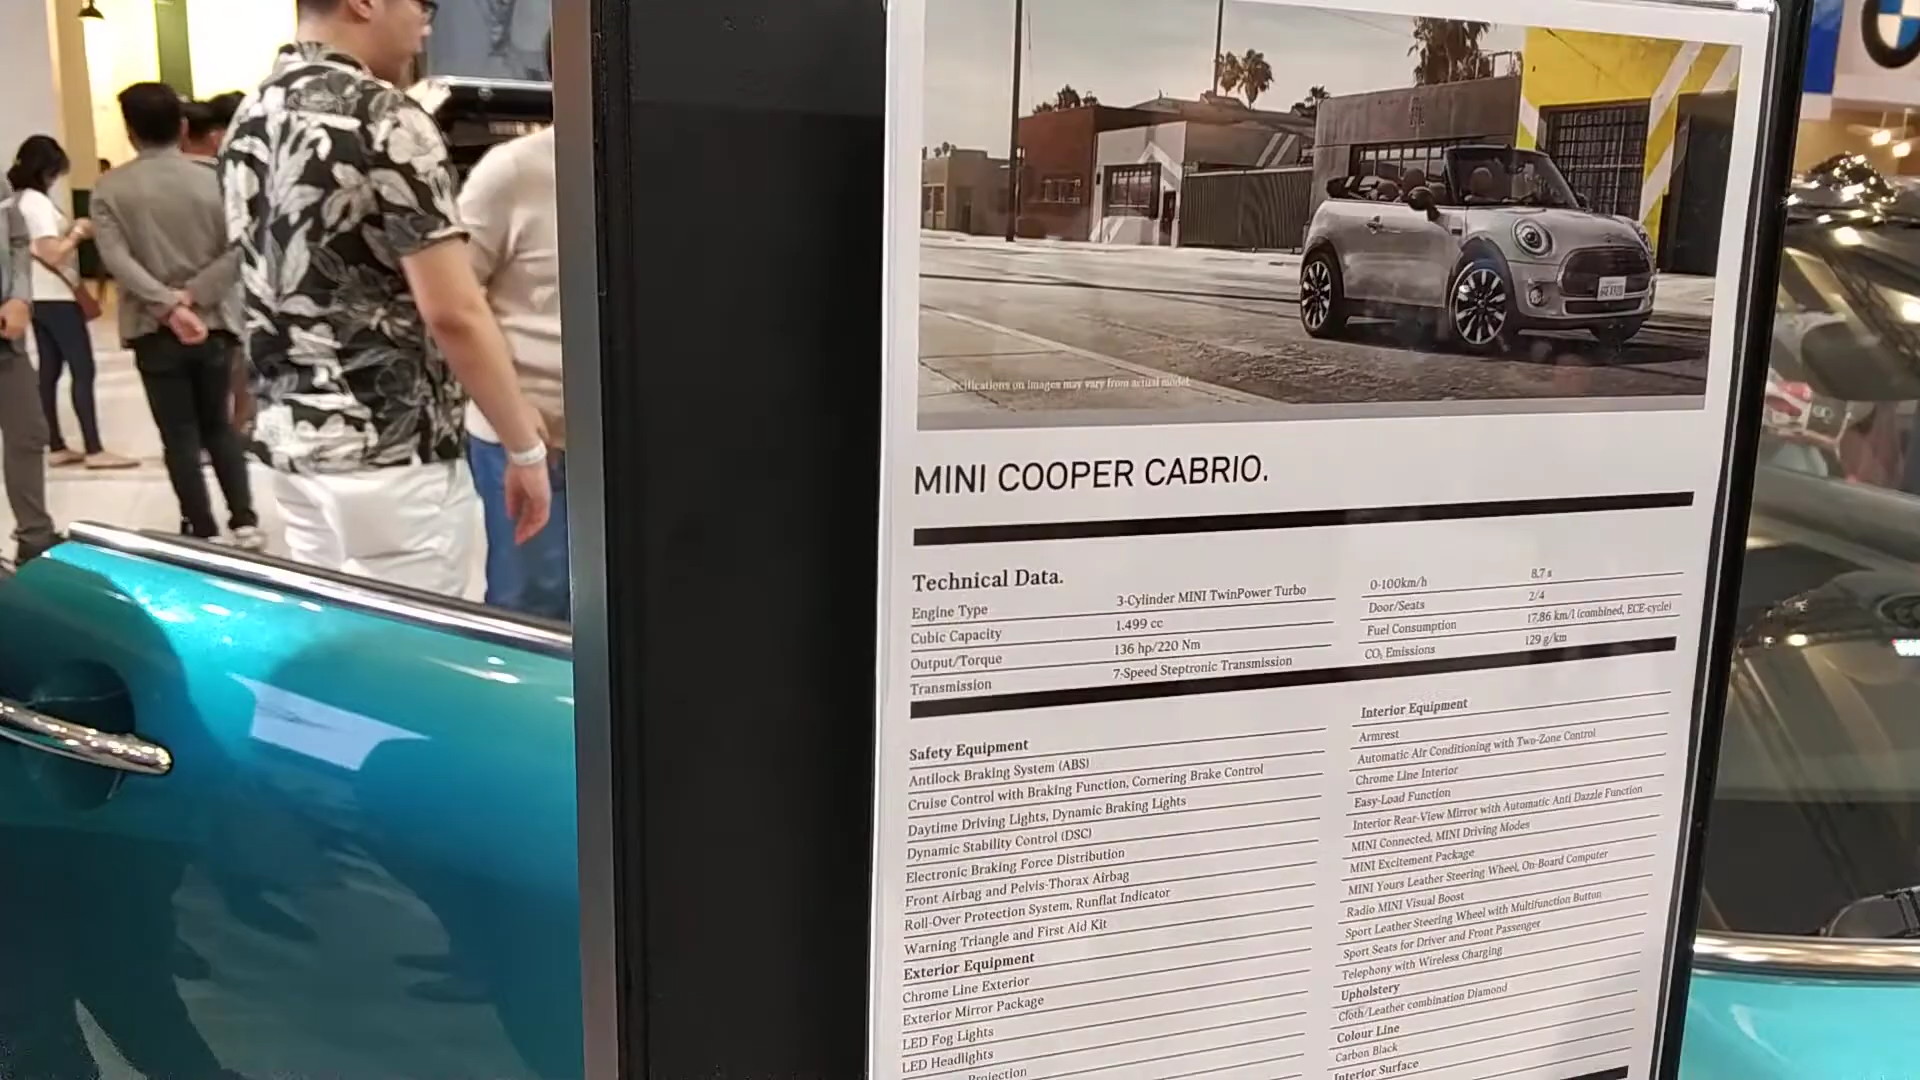 specifications on images may vary from actual model.
MINI COOPER CABRIO.
Technical Data.
Engine Type 3-Cylinder MINI TwinPower Turbo
Cubic Capacity 1.499 cc
Output/Torque 136 hp/220 Nm
Transmission 7-Speed Steptronic Transmission
0-100km/h 8.7 s
Door/Seats 2/4
Fuel Consumption 17.86 km/l (combined, ECE-cycle)
CO₂ Emissions 129 g/km
Safety Equipment
Antilock Braking System (ABS)
Cruise Control with Braking Function, Cornering Brake Control
Daytime Driving Lights, Dynamic Braking Lights
Dynamic Stability Control (DSC)
Electronic Braking Force Distribution
Front Airbag and Pelvis-Thorax Airbag
Roll-Over Protection System, Runflat Indicator
Warning Triangle and First Aid Kit
Exterior Equipment
Chrome Line Exterior
Exterior Mirror Package
LED Fog Lights
LED Headlights
Projection
Interior Equipment
Armrest
Automatic Air Conditioning with Two-Zone Control
Chrome Line Interior
Easy-Load Function
Interior Rear-View Mirror with Automatic Anti Dazzle Function
MINI Connected, MINI Driving Modes
MINI Excitement Package
MINI Yours Leather Steering Wheel, On-Board Computer
Radio MINI Visual Boost
Sport Leather Steering Wheel with Multifunction Button
Sport Seats for Driver and Front Passenger
Telephony with Wireless Charging
Upholstery
Cloth/Leather combination Diamond
Colour Line
Carbon Black
Interior Surface